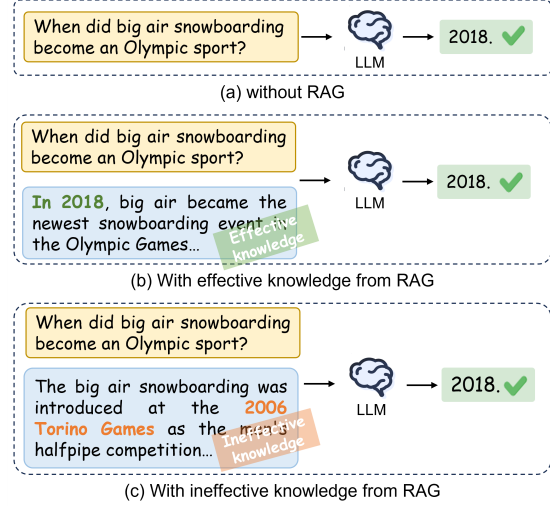 When did big air snowboarding
become an Olympic sport?
LLM
2018.
(a) without RAG
When did big air snowboarding
become an Olympic sport?
In 2018, big air became the
newest snowboarding event in
the Olympic Games...
Effective
knowledge
LLM
2018.
(b) With effective knowledge from RAG
When did big air snowboarding
become an Olympic sport?
The big air snowboarding was
introduced at the 2006
Torino Games as the men's
halfpipe competition...
Ineffective
knowledge
LLM
2018.
(c) With ineffective knowledge from RAG